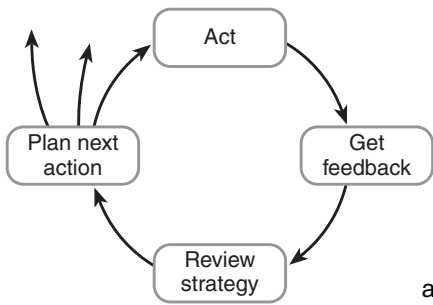 Act
Plan next
action
Get
feedback
Review
strategy
a